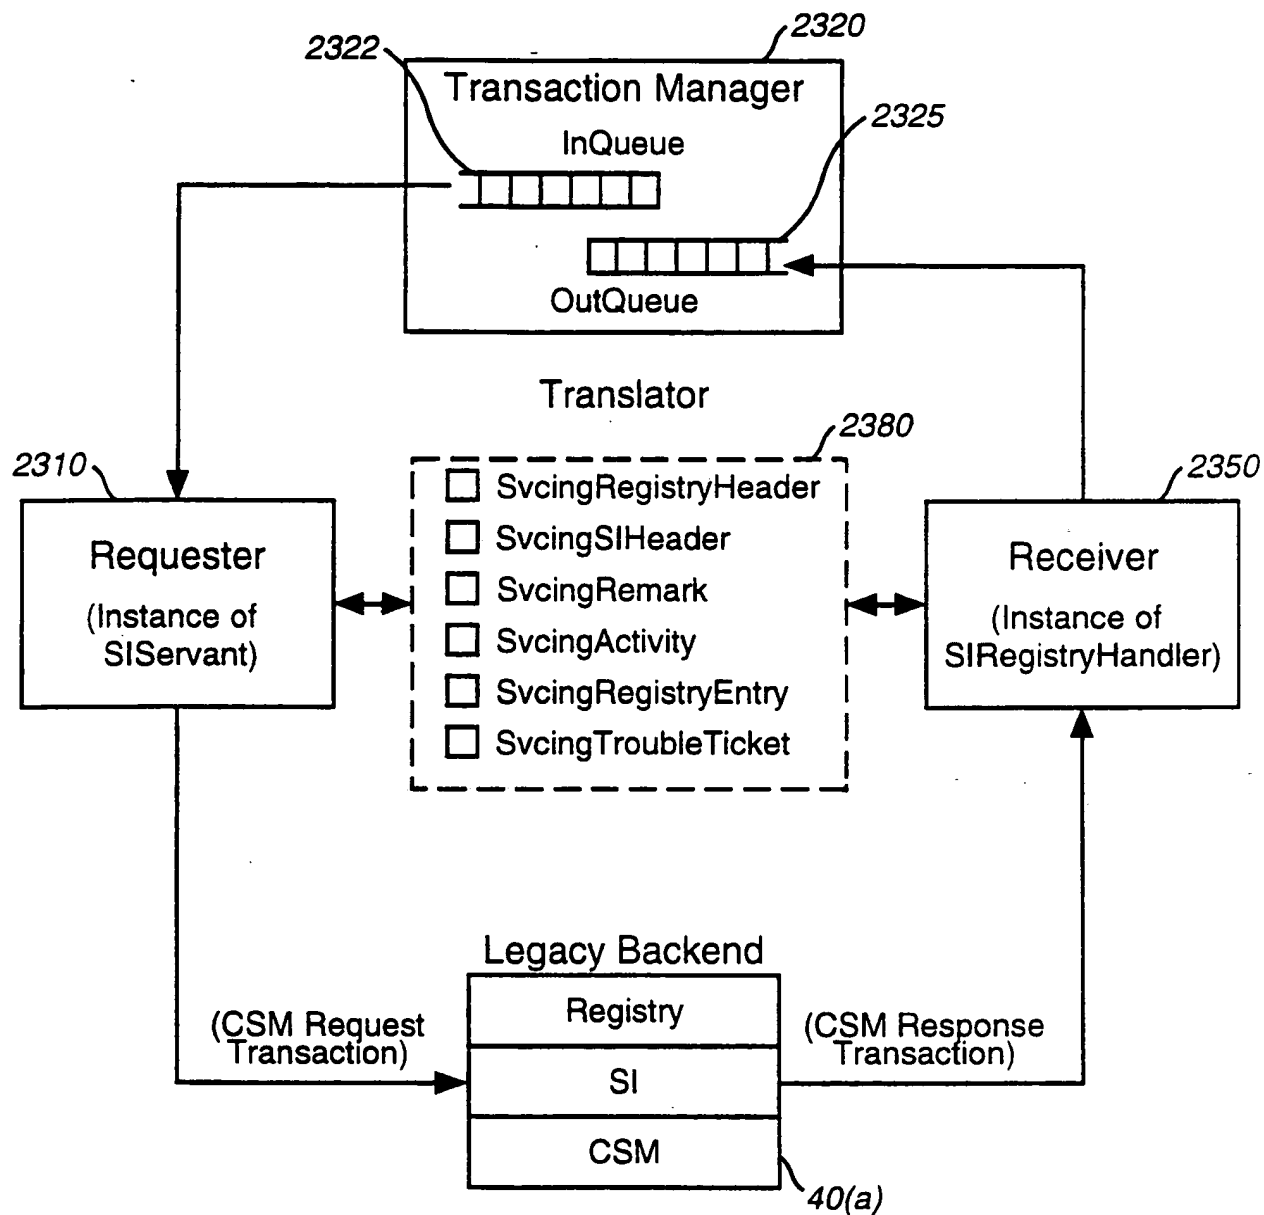 2320
2322
Transaction Manager
2325
InQueue
OutQueue
Translator
2380
2310
2350
SvcingRegistryHeader
SvcingSIHeader
SvcingRemark
SvcingActivity
SvcingRegistryEntry
SvcingTroubleTicket
Requester
(Instance of
SIServant)
Receiver
(Instance of
SIRegistryHandler)
Legacy Backend
Registry
SI
CSM
(CSM Request
Transaction)
(CSM Response
Transaction)
40(a)